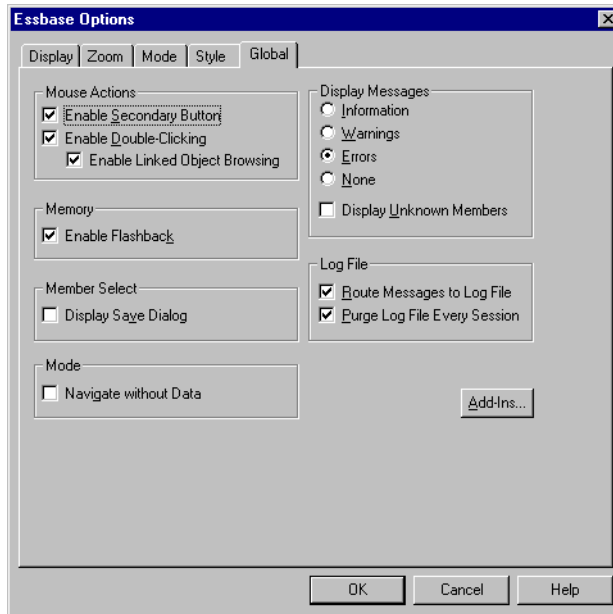 Essbase Options
Display Zoom Mode Style Global
Mouse Actions
Enable Secondary Button
Enable Double-Clicking
Enable Linked Object Browsing
Memory
Enable Flashback
Member Select
Display Save Dialog
Mode
Navigate without Data
Display Messages
Information
Warnings
Errors
None
Display Unknown Members
Log File
Route Messages to Log File
Purge Log File Every Session
Add-Ins...
OK Cancel Help